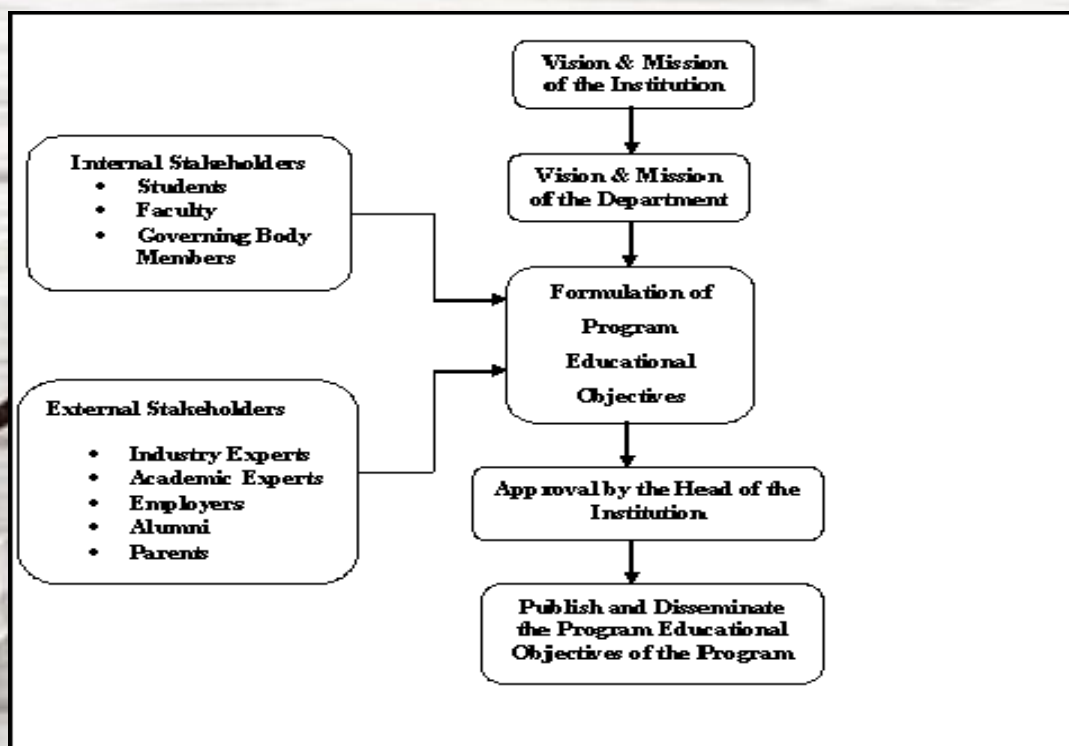 Vision & Mission
of the Institution
Internal Stakeholders
• Students
• Faculty
• Governing Body
Members
Vision & Mission
of the Department
Formulation of
Program
Educational
Objectives
External Stakeholders
• Industry Experts
• Academic Experts
• Employers
• Alumni
• Parents
Approval by the Head of the
Institution
Publish and Disseminate
the Program Educational
Objectives of the Program